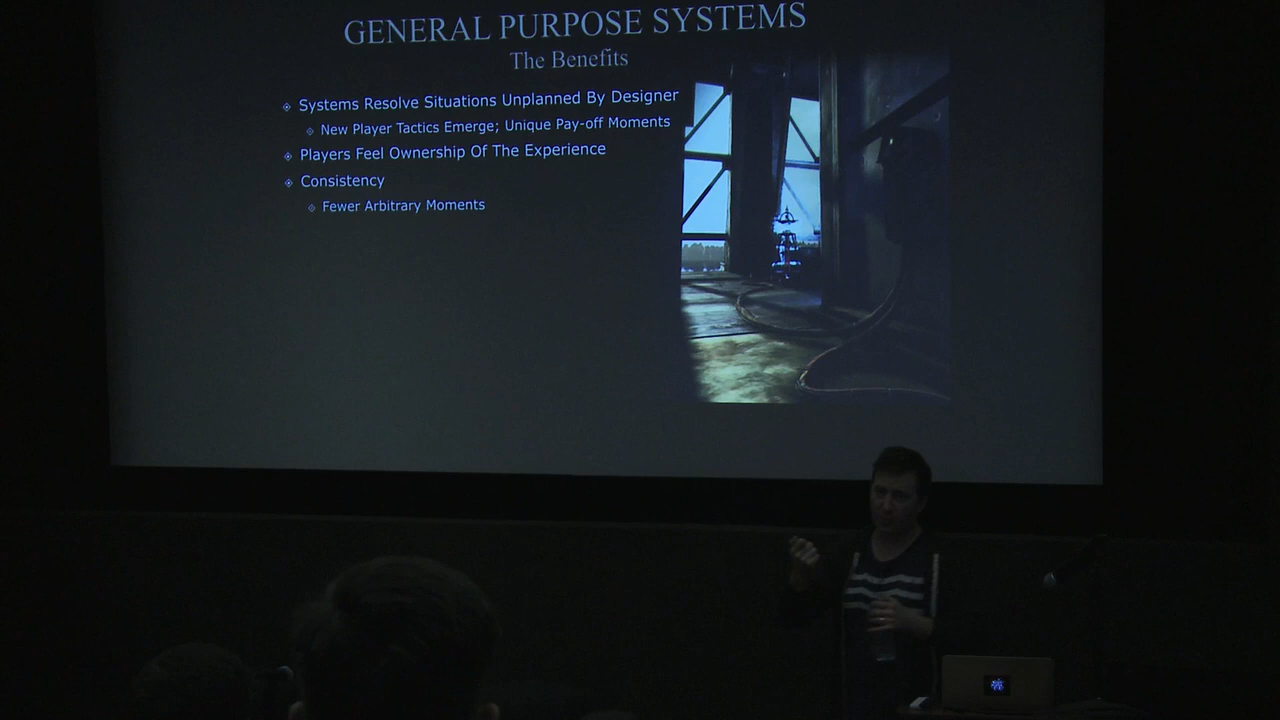 GENERAL PURPOSE SYSTEMS
The Benefits
Systems Resolve Situations Unplanned By Designer
New Player Tactics Emerge; Unique Pay-off Moments
Players Feel Ownership Of The Experience
Consistency
Fewer Arbitrary Moments